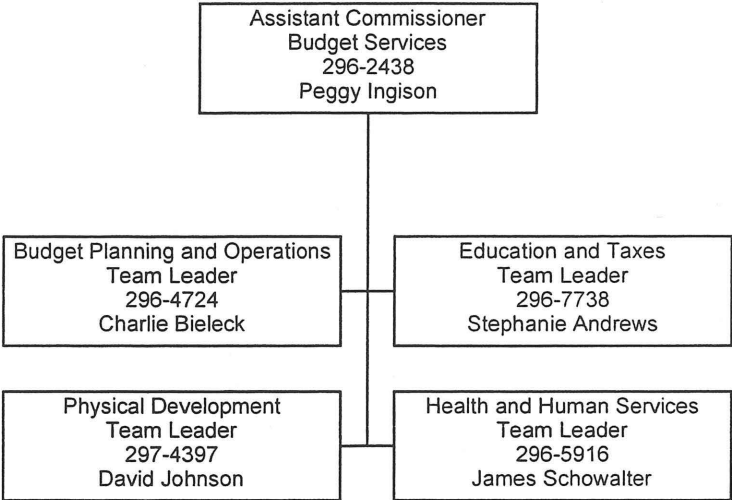 Assistant Commissioner
Budget Services
296-2438
Peggy Ingison
Budget Planning and Operations
Team Leader
296-4724
Charlie Bieleck
Education and Taxes
Team Leader
296-7738
Stephanie Andrews
Physical Development
Team Leader
297-4397
David Johnson
Health and Human Services
Team Leader
296-5916
James Schowalter